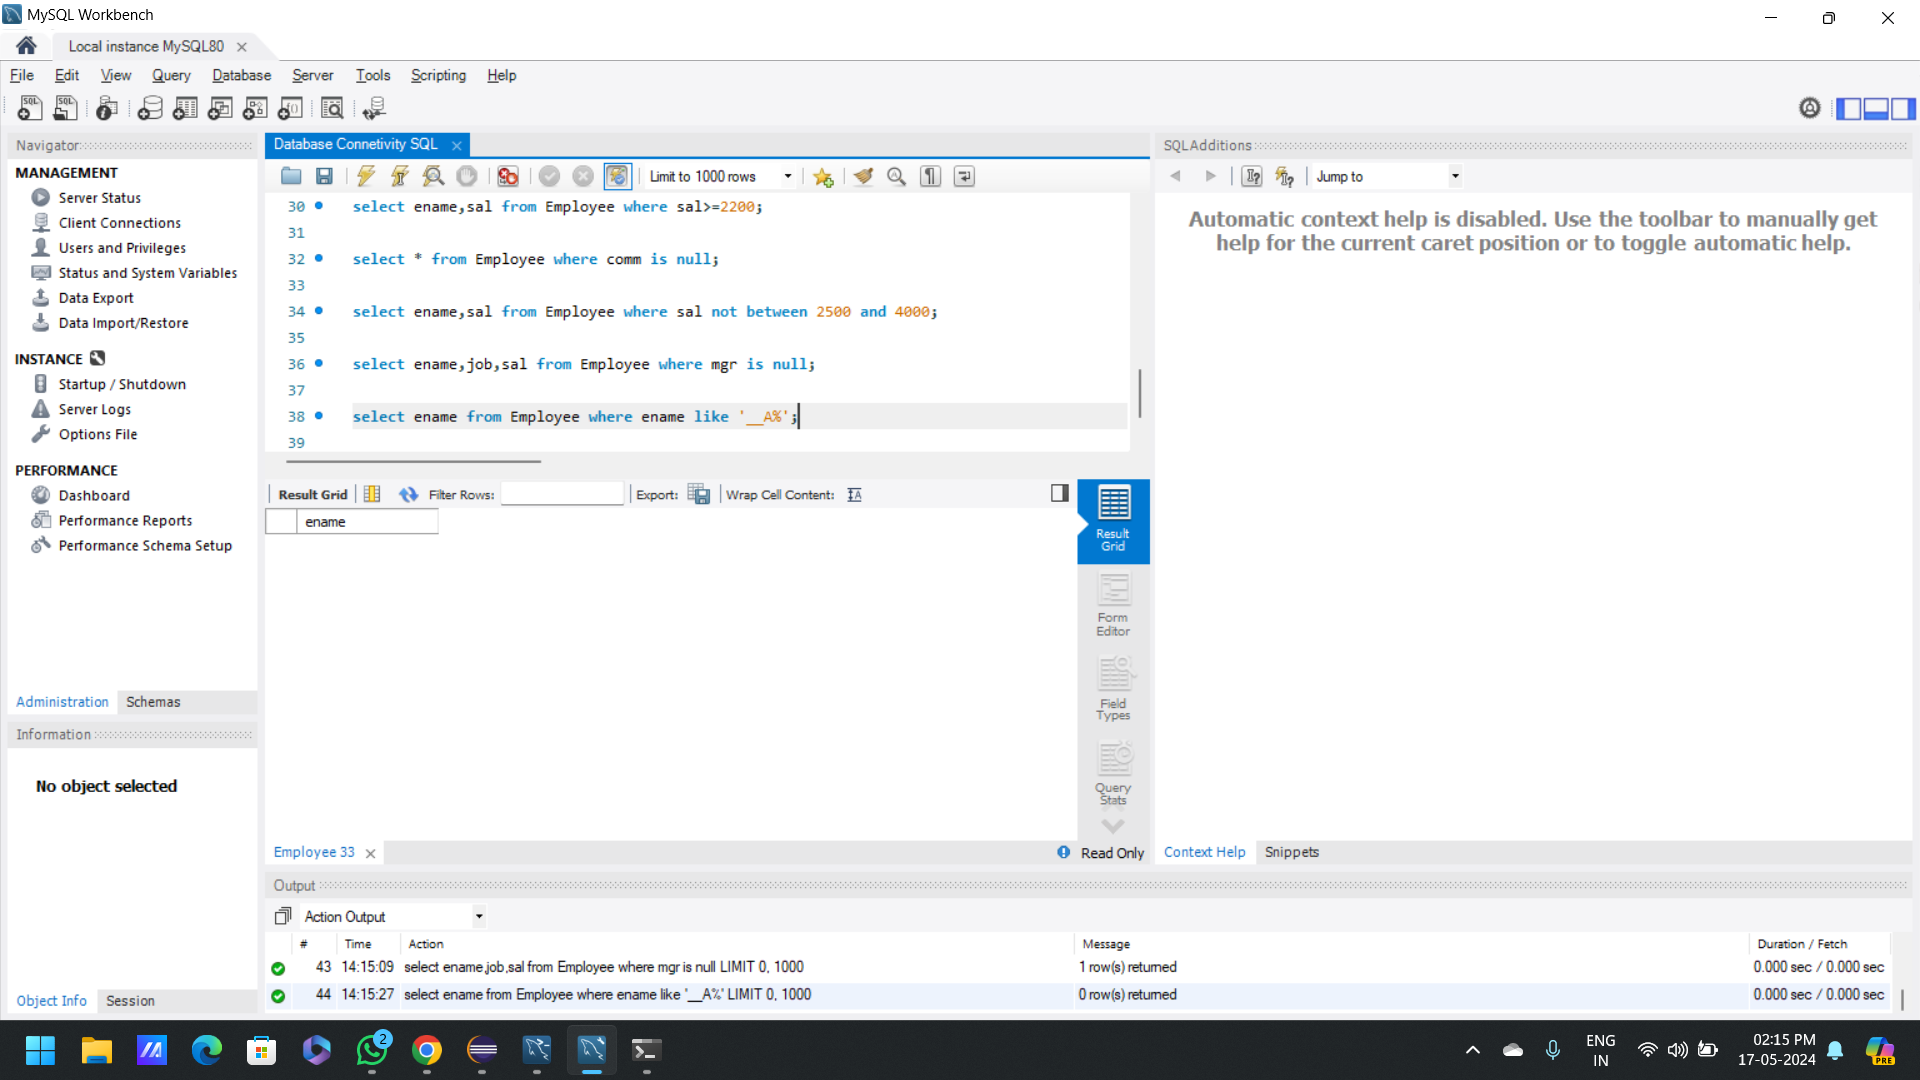 MySQL Workbench
Local instance MySQL80
File Edit View Query Database Server Tools Scripting Help
Navigator
MANAGEMENT
Server Status
Client Connections
Users and Privileges
Status and System Variables
Data Export
Data Import/Restore
INSTANCE
Startup / Shutdown
Server Logs
Options File
PERFORMANCE
Dashboard
Performance Reports
Performance Schema Setup
Administration Schemas
Information
No object selected
Object Info Session
Database Connetivity SQL
Limit to 1000 rows
30 select ename,sal from Employee where sal>=2200;
31
32 select * from Employee where comm is null;
33
34 select ename,sal from Employee where sal not between 2500 and 4000;
35
36 select ename,job,sal from Employee where mgr is null;
37
38 select ename from Employee where ename like '__A%';
39
Result Grid Filter Rows: Export: Wrap Cell Content:
ename
Result
Grid
Form
Editor
Field
Types
Query
Stats
Employee 33
Read Only
SQLAdditions
Jump to
Automatic context help is disabled. Use the toolbar to manually get
help for the current caret position or to toggle automatic help.
Context Help Snippets
Output
Action Output
# Time Action Message Duration / Fetch
43 14:15:09 select ename,job,sal from Employee where mgr is null LIMIT 0, 1000 1 row(s) returned 0.000 sec / 0.000 sec
44 14:15:27 select ename from Employee where ename like '__A%' LIMIT 0, 1000 0 row(s) returned 0.000 sec / 0.000 sec
2
ENG
IN
02:15 PM
17-05-2024
PRE